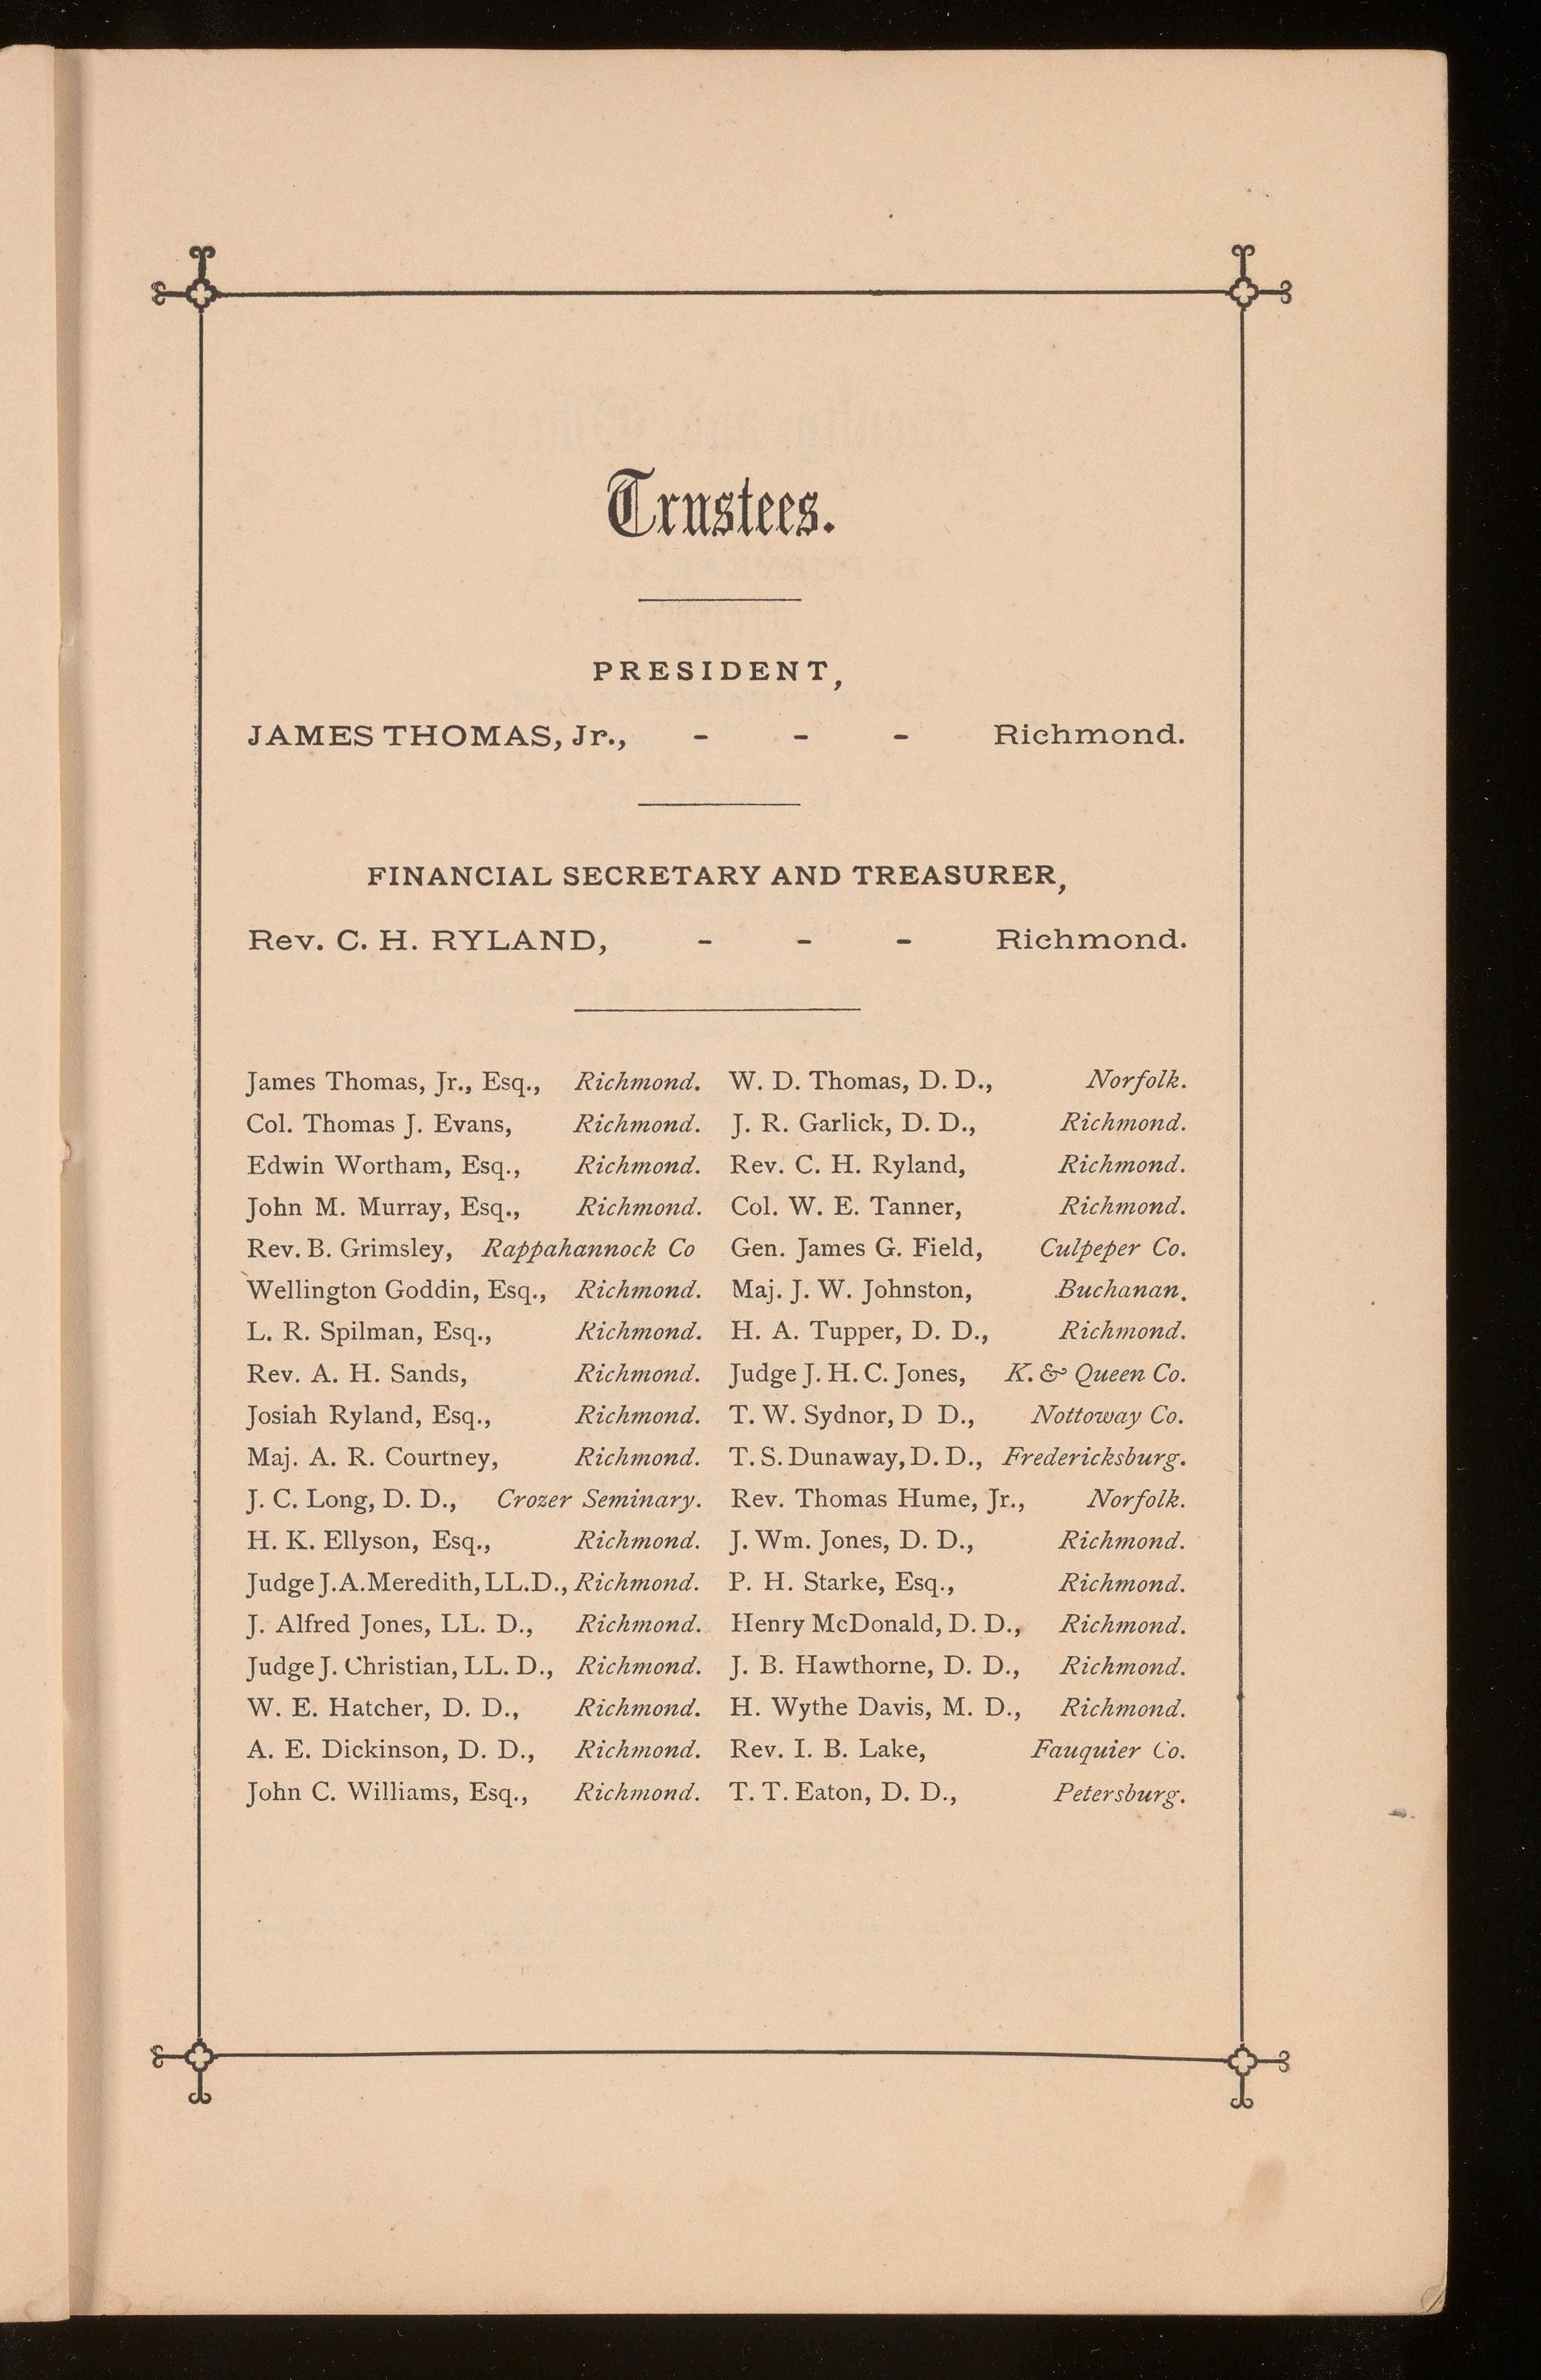 Trustees.
PRESIDENT,
JAMES THOMAS, Jr., - - - Richmond.
FINANCIAL SECRETARY AND TREASURER,
Rev. C. H. RYLAND, - - - Richmond.
James Thomas, Jr., Esq., Richmond.
Col. Thomas J. Evans, Richmond.
Edwin Wortham, Esq., Richmond.
John M. Murray, Esq., Richmond.
Rev. B. Grimsley, Rappahannock Co
Wellington Goddin, Esq., Richmond.
L. R. Spilman, Esq., Richmond.
Rev. A. H. Sands, Richmond.
Josiah Ryland, Esq., Richmond.
Maj. A. R. Courtney, Richmond.
J. C. Long, D. D., Crozer Seminary.
H. K. Ellyson, Esq., Richmond.
Judge J. A. Meredith, LL.D., Richmond.
J. Alfred Jones, LL. D., Richmond.
Judge J. Christian, LL. D., Richmond.
W. E. Hatcher, D. D., Richmond.
A. E. Dickinson, D. D., Richmond.
John C. Williams, Esq., Richmond.
W. D. Thomas, D. D., Norfolk.
J. R. Garlick, D. D., Richmond.
Rev. C. H. Ryland, Richmond.
Col. W. E. Tanner, Richmond.
Gen. James G. Field, Culpeper Co.
Maj. J. W. Johnston, Buchanan.
H. A. Tupper, D. D., Richmond.
Judge J. H. C. Jones, K. & Queen Co.
T. W. Sydnor, D D., Nottoway Co.
T. S. Dunaway, D. D., Fredericksburg.
Rev. Thomas Hume, Jr., Norfolk.
J. Wm. Jones, D. D., Richmond.
P. H. Starke, Esq., Richmond.
Henry McDonald, D. D., Richmond.
J. B. Hawthorne, D. D., Richmond.
H. Wythe Davis, M. D., Richmond.
Rev. I. B. Lake, Fauquier Co.
T. T. Eaton, D. D., Petersburg.